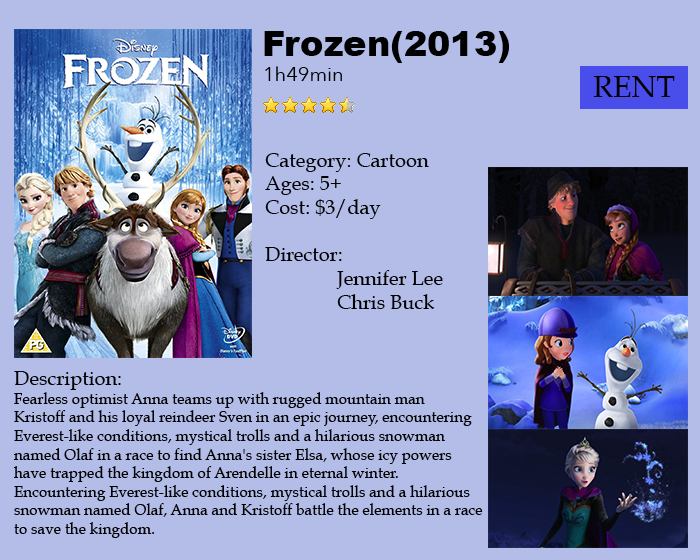 DISNEY
FROZEN
PG
Disney
DVD
Frozen(2013)
1h49min
RENT
Category: Cartoon
Ages: 5+
Cost: $3/day
Director:
Jennifer Lee
Chris Buck
Description:
Fearless optimist Anna teams up with rugged mountain man
Kristoff and his loyal reindeer Sven in an epic journey, encountering
Everest-like conditions, mystical trolls and a hilarious snowman
named Olaf in a race to find Anna's sister Elsa, whose icy powers
have trapped the kingdom of Arendelle in eternal winter.
Encountering Everest-like conditions, mystical trolls and a hilarious
snowman named Olaf, Anna and Kristoff battle the elements in a race
to save the kingdom.